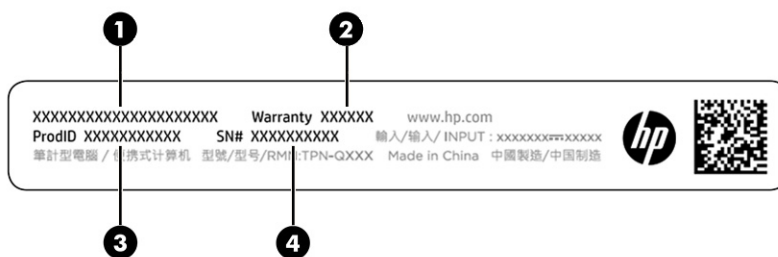 1 2
XXXXXXXXXXXXXXXXXXXXX Warranty XXXXXX www.hp.com
ProdID XXXXXXXXXXX SN# XXXXXXXXXX 輸入/输入/ INPUT : XXXXXXX⎓XXXXX hp
筆計型電腦 / 便携式计算机 型號/型号/RMN:TPN-QXXX Made in China 中國製造/中国制造
3 4